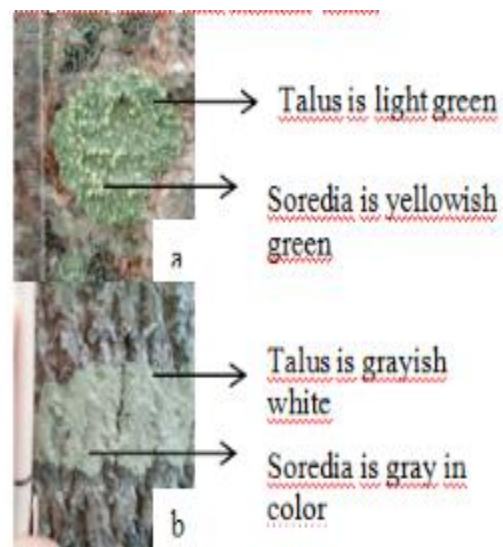 Talus is light green
Soredia is yellowish
green
a
Talus is grayish
white
Soredia is gray in
color
b